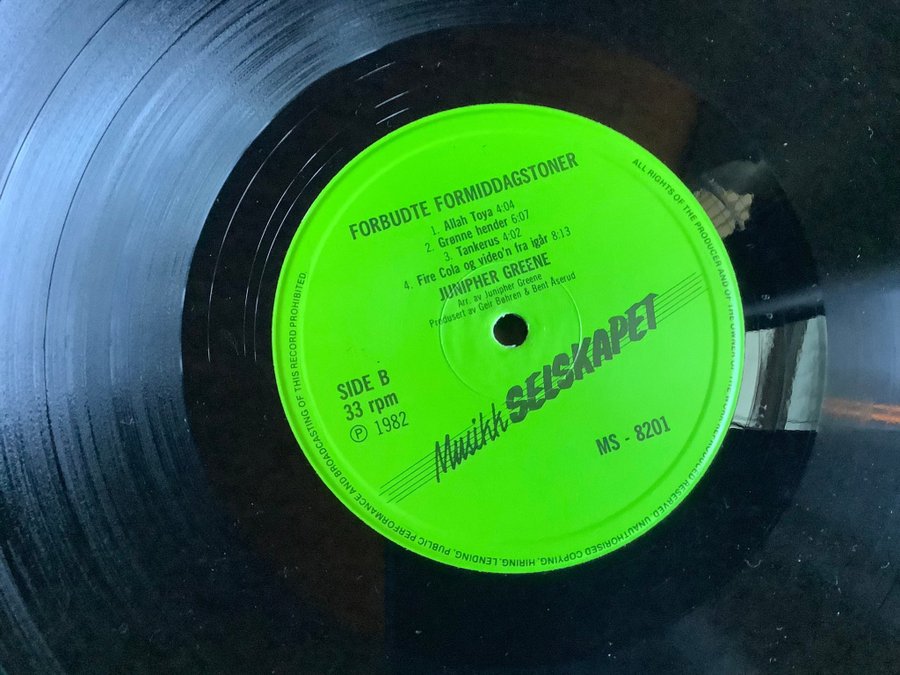 FORBUDTE FORMIDDAGSTONER
1. Allah Toya 4:04
2. Grønne hender 6:07
3. Tankerus 4:02
4. Fire Cola og video'n fra igår 8:13
JUNIPHER GREENE
Arr. av Junipher Greene
Produsert av Geir Bøhren & Bent Åserud
SIDE B
33 rpm
Ⓟ 1982
Musikk SELSKAPET
MS - 8201
ALL RIGHTS OF THE PRODUCER AND OF THE OWNER OF THE WORK REPRODUCED RESERVED. UNAUTHORISED COPYING, HIRING, LENDING, PUBLIC PERFORMANCE AND BROADCASTING OF THIS RECORD PROHIBITED.